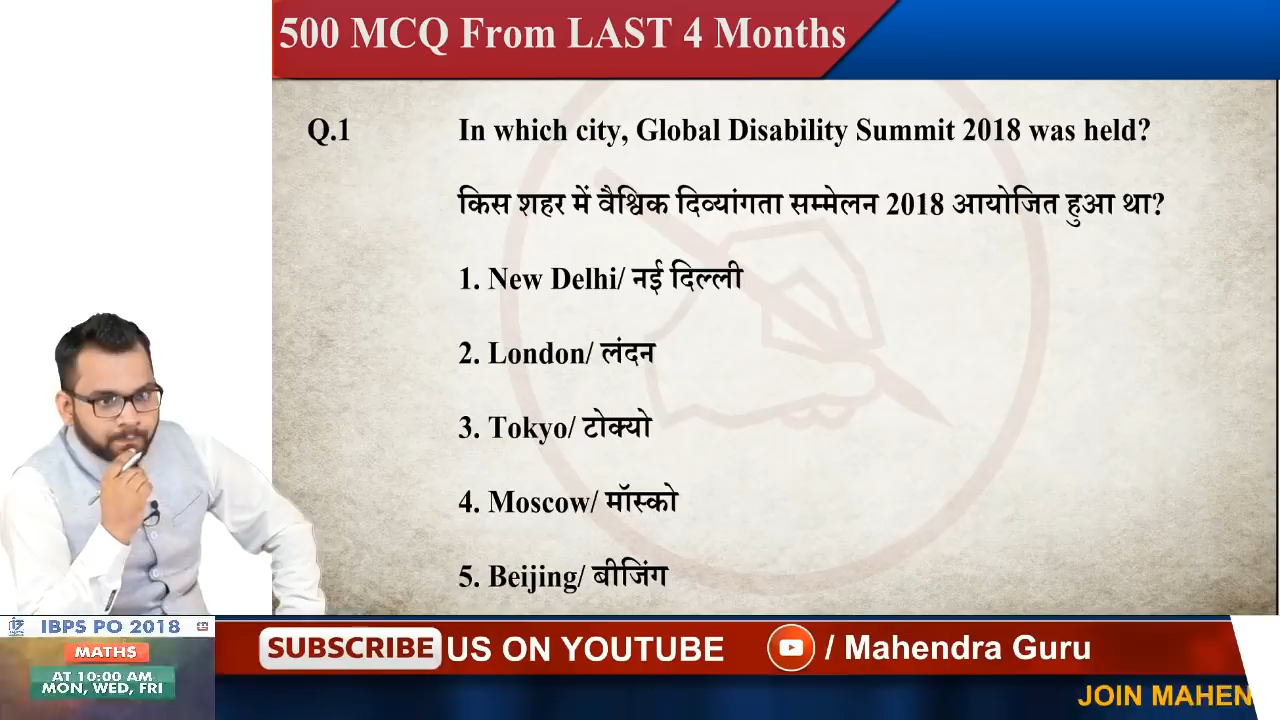 500 MCQ From LAST 4 Months
Q.1 In which city, Global Disability Summit 2018 was held?
किस शहर में वैश्विक दिव्यांगता सम्मेलन 2018 आयोजित हुआ था?
1. New Delhi/ नई दिल्ली
2. London/ लंदन
3. Tokyo/ टोक्यो
4. Moscow/ मॉस्को
5. Beijing/ बीजिंग
IBPS PO 2018
MATHS
AT 10:00 AM
MON, WED, FRI
SUBSCRIBE US ON YOUTUBE / Mahendra Guru
JOIN MAHEN